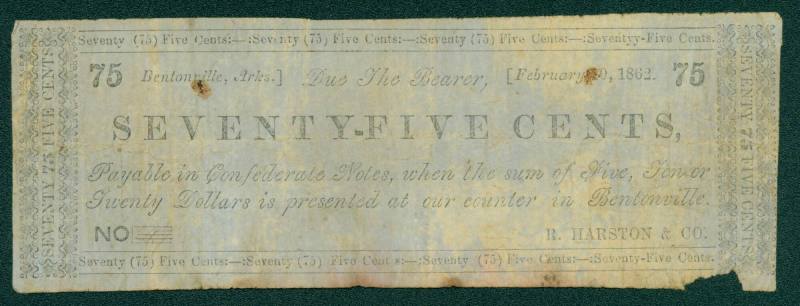 Seventy (75) Five Cents:—:Seventy (75) Five Cents:—:Seventy (75) Five Cents:—:Seventyy-Five Cents.
75 Bentonville, Arks.] Due The Bearer, [February 0, 1862. 75
SEVENTY-FIVE CENTS,
Payable in Confederate Notes, when the sum of Five, Ten or
Twenty Dollars is presented at our counter in Bentonville.
NO
R. HARSTON & CO.
Seventy (75) Five Cents:—:Seventy (75) Five Cents:—:Seventy (75) Five Cents:—:Seventy-Five Cents.
SEVENTY 75 FIVE CENTS
SEVENTY 75 FIVE CENTS